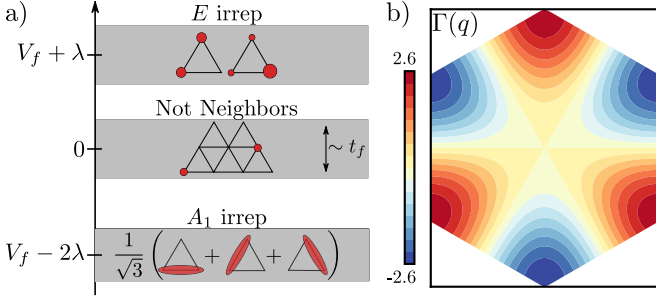 a)
E irrep
V_f + λ
Not Neighbors
0
~ t_f
A_1 irrep
V_f − 2λ
1/√3 ( + + )
b)
Γ(q)
2.6
-2.6